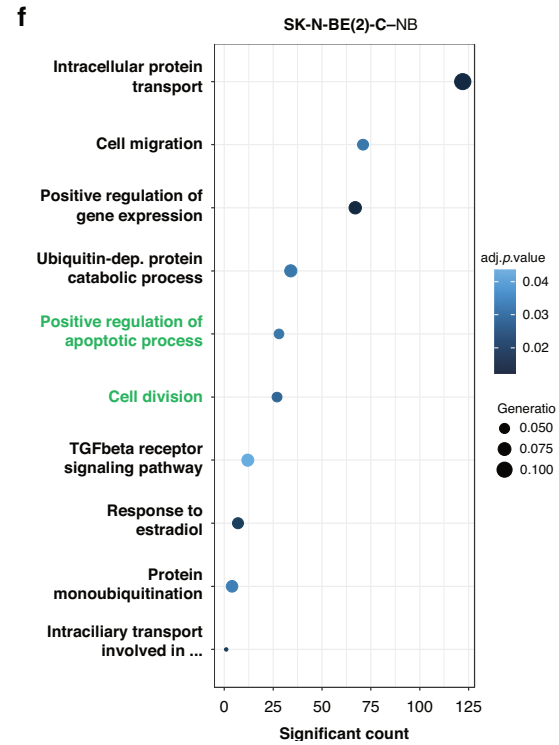 f
SK-N-BE(2)-C–NB
Intracellular protein
transport
Cell migration
Positive regulation of
gene expression
Ubiquitin-dep. protein
catabolic process
Positive regulation of
apoptotic process
Cell division
TGFbeta receptor
signaling pathway
Response to
estradiol
Protein
monoubiquitination
Intraciliary transport
involved in ...
0 25 50 75 100 125
Significant count
adj.p.value
0.04
0.03
0.02
Generatio
0.050
0.075
0.100